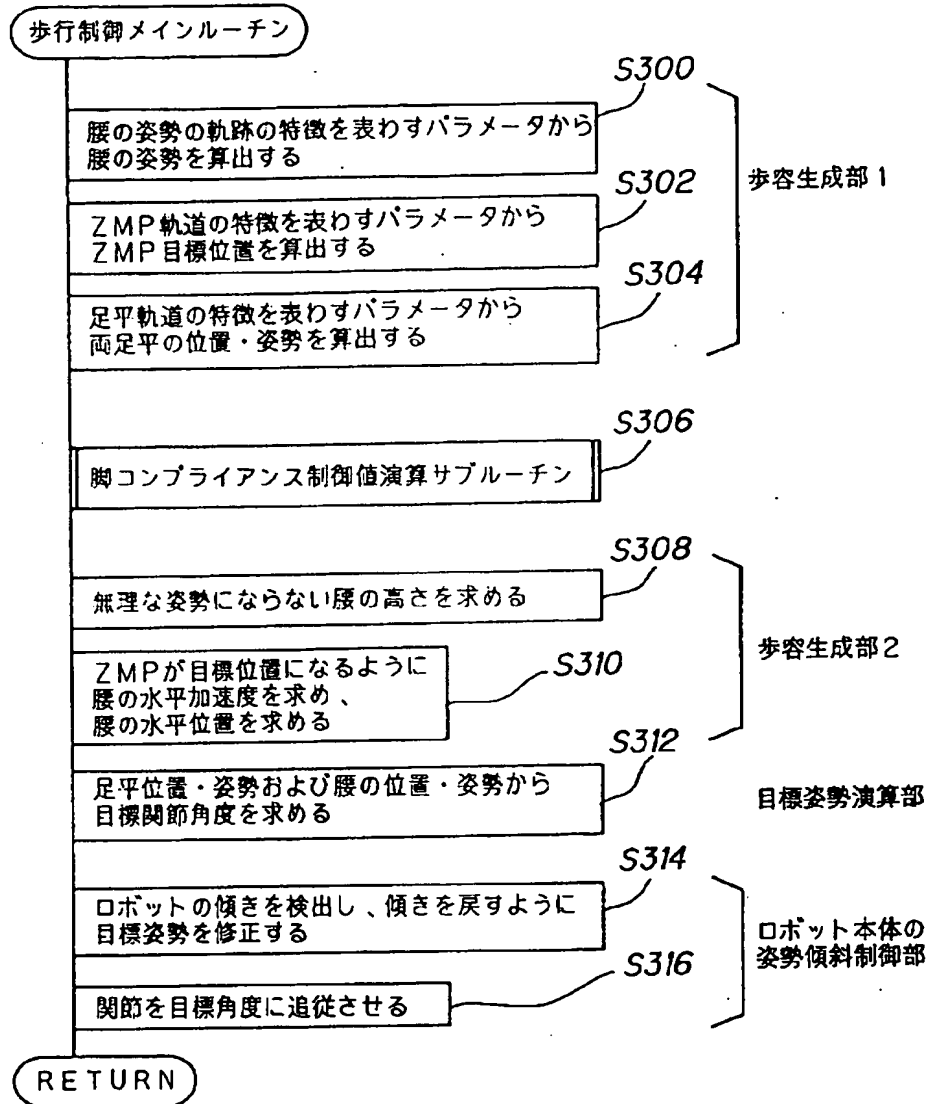 歩行制御メインルーチン
S300
腰の姿勢の軌跡の特徴を表わすパラメータから
腰の姿勢を算出する
歩容生成部1
S302
ZMP軌道の特徴を表わすパラメータから
ZMP目標位置を算出する
S304
足平軌道の特徴を表わすパラメータから
両足平の位置・姿勢を算出する
S306
脚コンプライアンス制御値演算サブルーチン
S308
無理な姿勢にならない腰の高さを求める
歩容生成部2
S310
ZMPが目標位置になるように
腰の水平加速度を求め、
腰の水平位置を求める
S312
足平位置・姿勢および腰の位置・姿勢から
目標関節角度を求める
目標姿勢演算部
S314
ロボットの傾きを検出し、傾きを戻すように
目標姿勢を修正する
ロボット本体の
姿勢傾斜制御部
S316
関節を目標角度に追従させる
RETURN